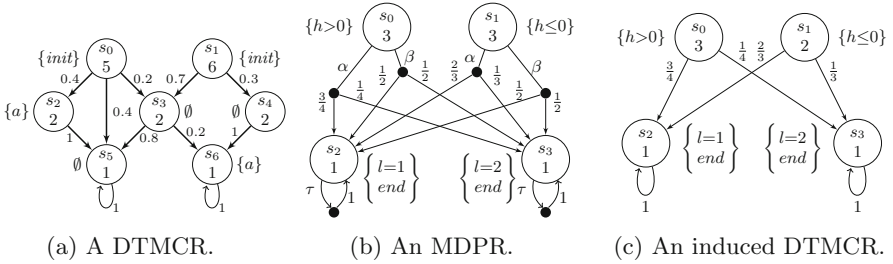 {init} s0 5 s1 6 {init}
0.4 0.2 0.7 0.3
{a} s2 2 0.4 s3 2 ∅ ∅ s4 2
1 0.8 0.2 1
∅ s5 1 s6 1 {a}
1 1
(a) A DTMCR.
{h>0} s0 3 s1 3 {h≤0}
α β α β
3/4 1/4 1/2 1/2 2/3 1/3 1/2 1/2
s2 1 {l=1 end} {l=2 end} s3 1
τ 1 τ 1
(b) An MDPR.
{h>0} s0 3 s1 2 {h≤0}
3/4 1/4 2/3 1/3
s2 1 {l=1 end} {l=2 end} s3 1
1 1
(c) An induced DTMCR.